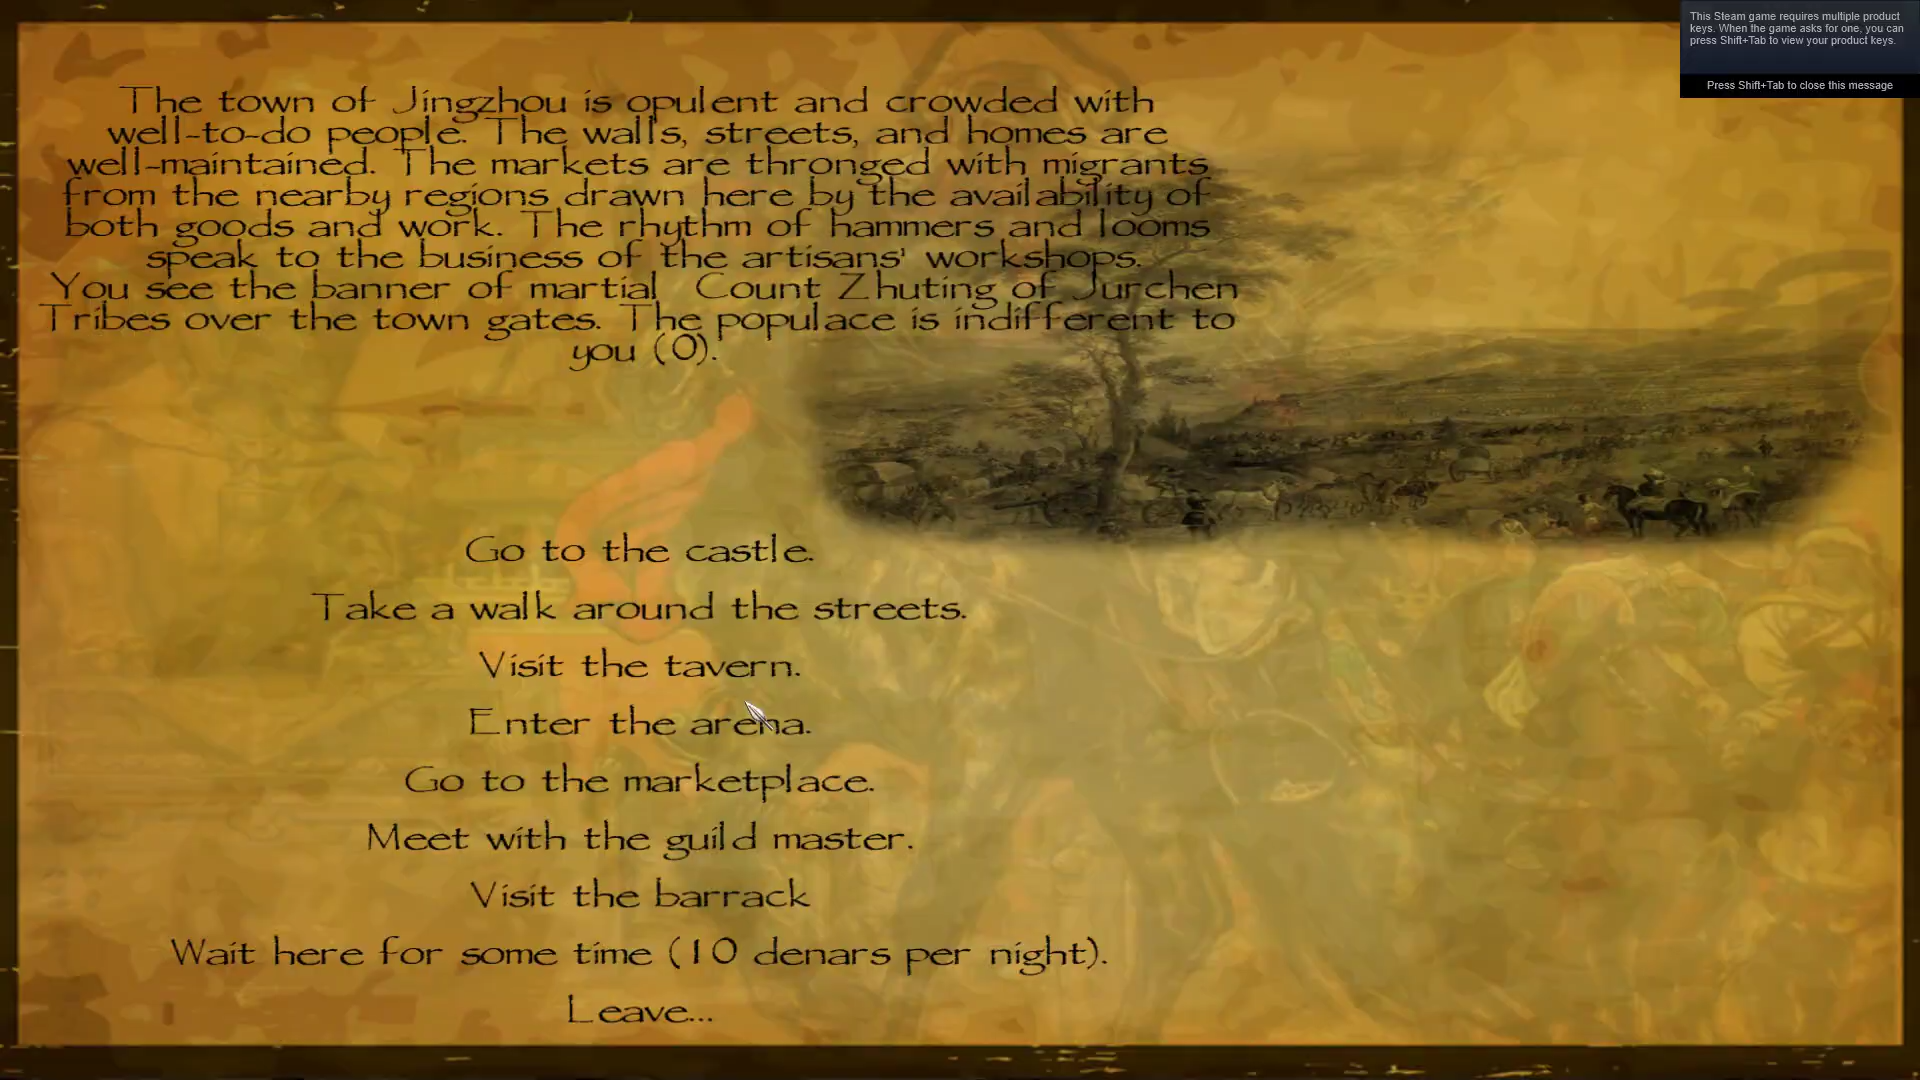 This Steam game requires multiple product
keys. When the game asks for one, you can
press Shift+Tab to view your product keys.
Press Shift+Tab to close this message
The town of Jingzhou is opulent and crowded with
well-to-do people. The walls, streets, and homes are
well-maintained. The markets are thronged with migrants
from the nearby regions drawn here by the availability of
both goods and work. The rhythm of hammers and looms
speak to the business of the artisans' workshops.
You see the banner of martial Count Zhuting of Jurchen
Tribes over the town gates. The populace is indifferent to
you (0).
Go to the castle.
Take a walk around the streets.
Visit the tavern.
Enter the arena.
Go to the marketplace.
Meet with the guild master.
Visit the barrack
Wait here for some time (10 denars per night).
Leave...